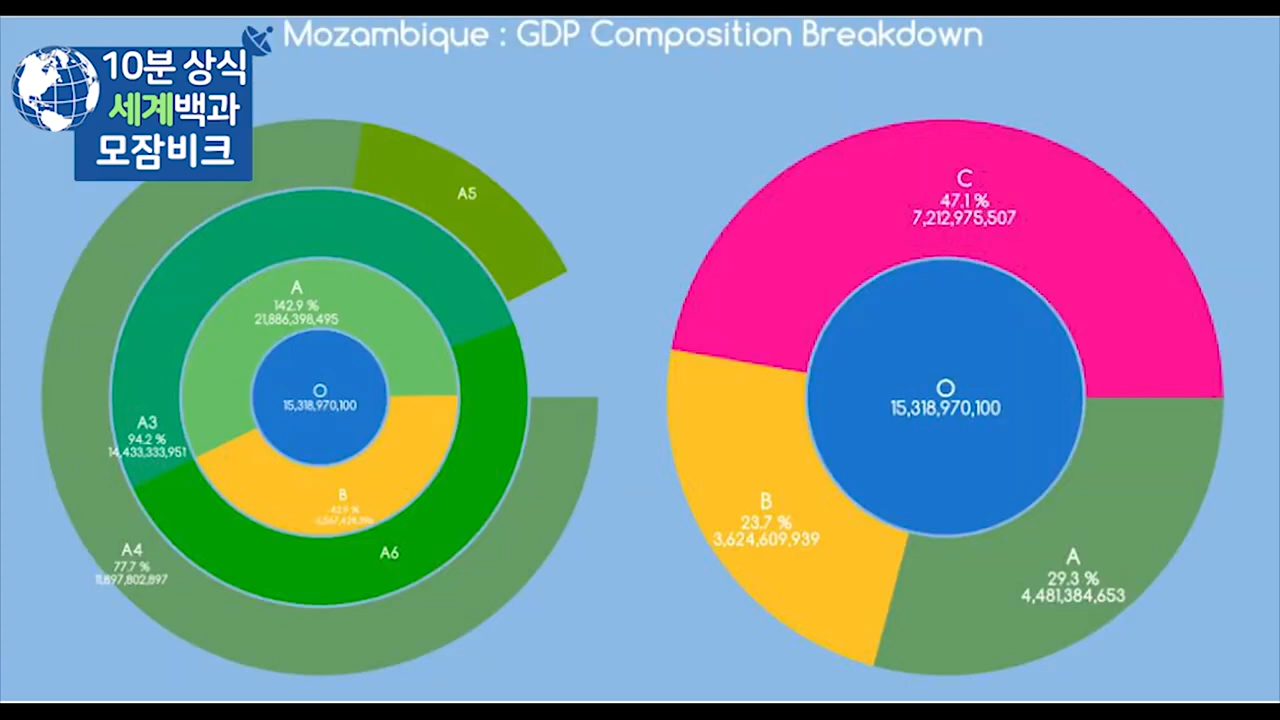 Mozambique : GDP Composition Breakdown
10분 상식
세계백과
모잠비크
A5
A
142.9 %
21,886,398,495
O
15,318,970,100
A3
94.2 %
14,433,333,951
B
A6
A4
77.7 %
11,897,802,897
C
47.1 %
7,212,975,507
O
15,318,970,100
B
23.7 %
3,624,609,939
A
29.3 %
4,481,384,653